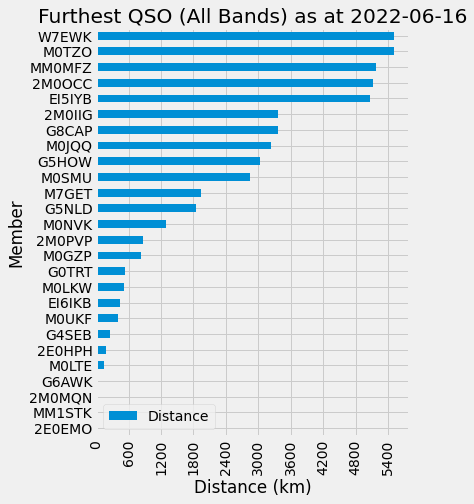 Furthest QSO (All Bands) as at 2022-06-16
W7EWK
M0TZO
MM0MFZ
2M0OCC
EI5IYB
2M0IIG
G8CAP
M0JQQ
G5HOW
M0SMU
M7GET
G5NLD
M0NVK
2M0PVP
M0GZP
G0TRT
M0LKW
EI6IKB
M0UKF
G4SEB
2E0HPH
M0LTE
G6AWK
2M0MQN
MM1STK
2E0EMO
Member
Distance
0 600 1200 1800 2400 3000 3600 4200 4800 5400
Distance (km)